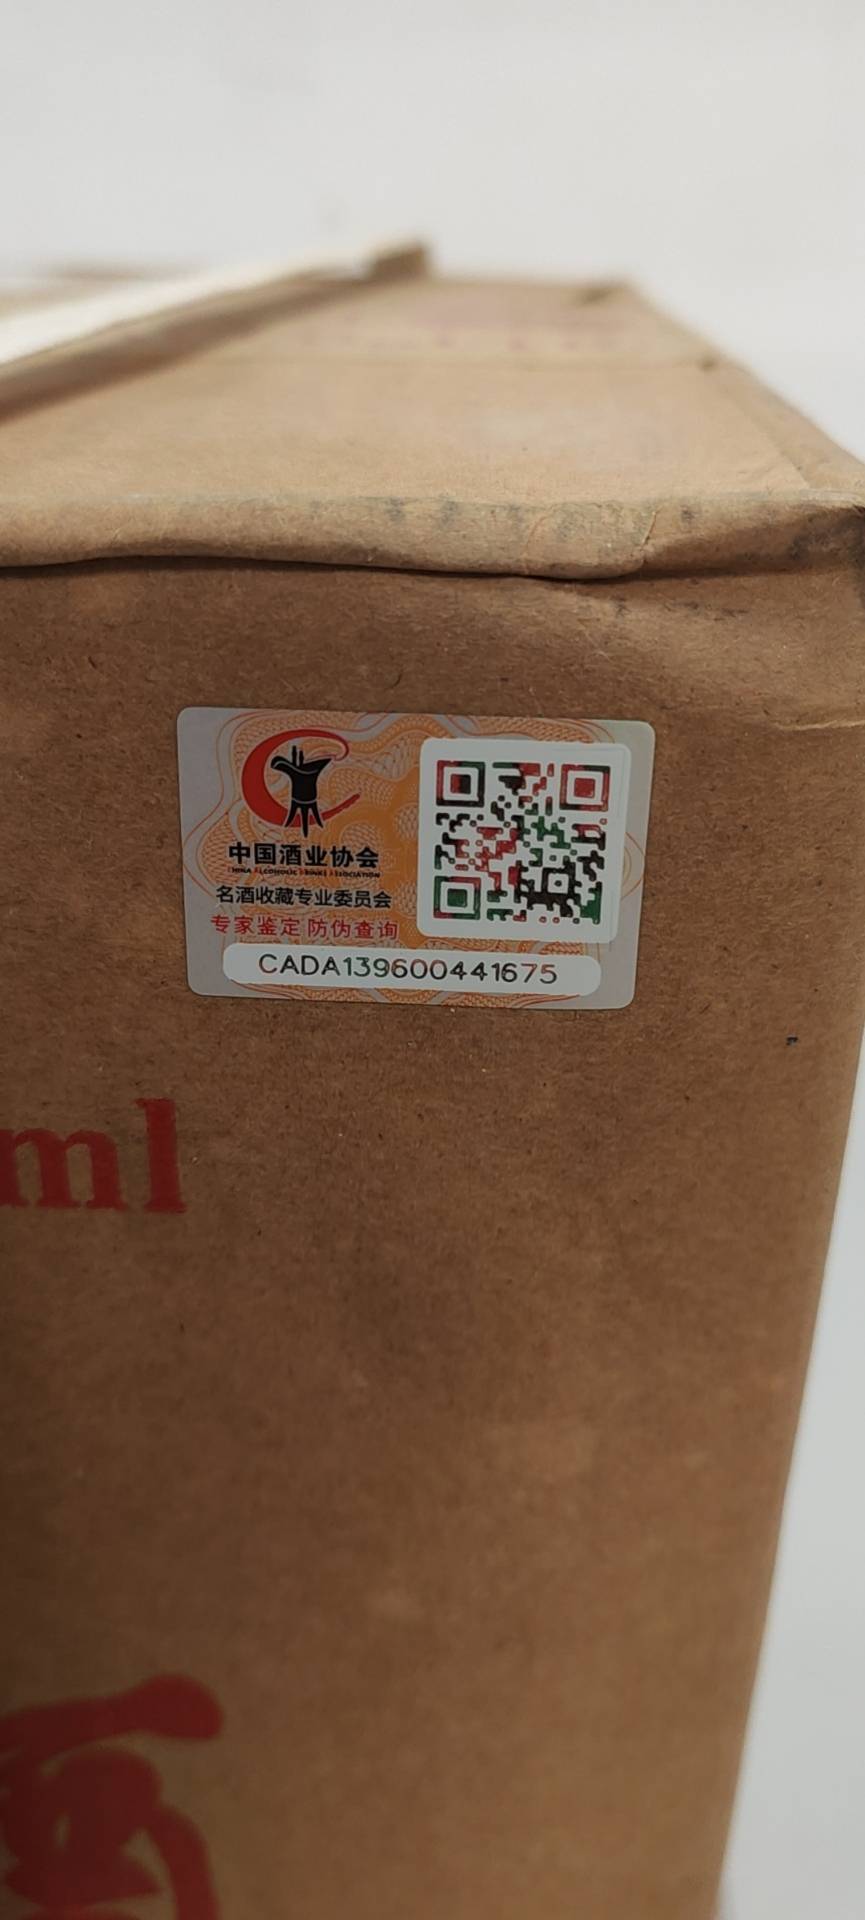 中国酒业协会
CHINA ALCOHOLIC DRINKS ASSOCIATION
名酒收藏专业委员会
专家鉴定 防伪查询
CADA139600441675
ml